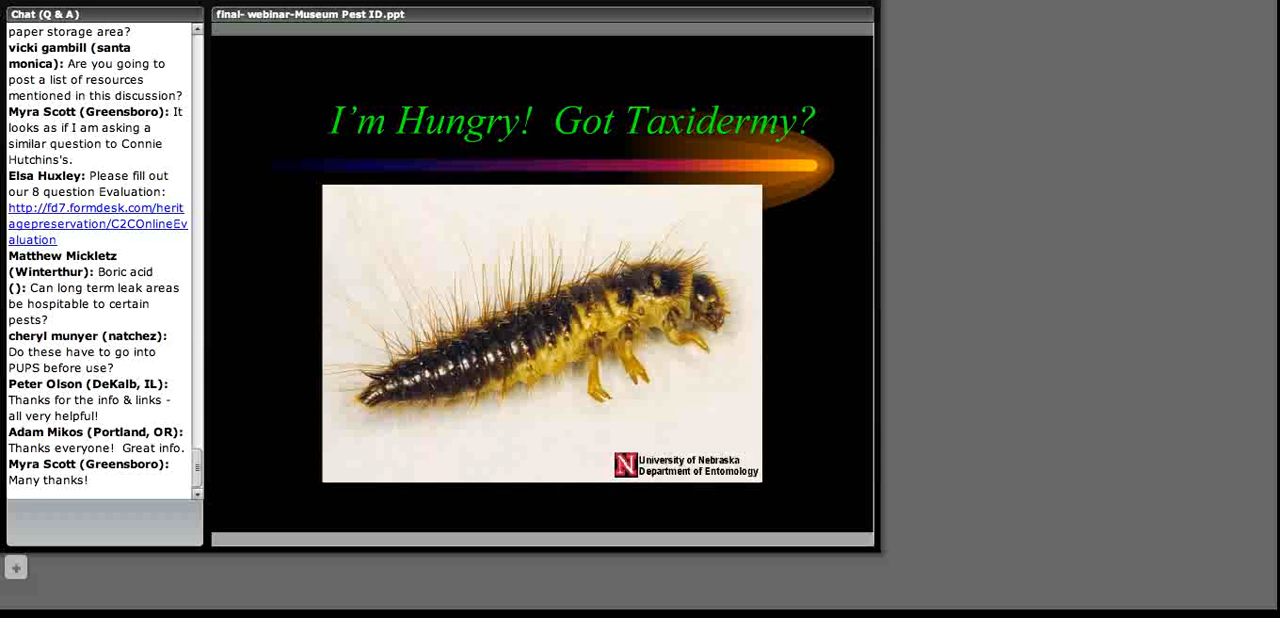 Chat (Q & A)
paper storage area?
vicki gambill (santa
monica): Are you going to
post a list of resources
mentioned in this discussion?
Myra Scott (Greensboro): It
looks as if I am asking a
similar question to Connie
Hutchins's.
Elsa Huxley: Please fill out
our 8 question Evaluation:
http://fd7.formdesk.com/herit
agepreservation/C2COnlineEv
aluation
Matthew Mickletz
(Winterthur): Boric acid
(): Can long term leak areas
be hospitable to certain
pests?
cheryl munyer (natchez):
Do these have to go into
PUPS before use?
Peter Olson (DeKalb, IL):
Thanks for the info & links -
all very helpful!
Adam Mikos (Portland, OR):
Thanks everyone!  Great info.
Myra Scott (Greensboro):
Many thanks!
final- webinar-Museum Pest ID.ppt
I'm Hungry!  Got Taxidermy?
N
University of Nebraska
Department of Entomology